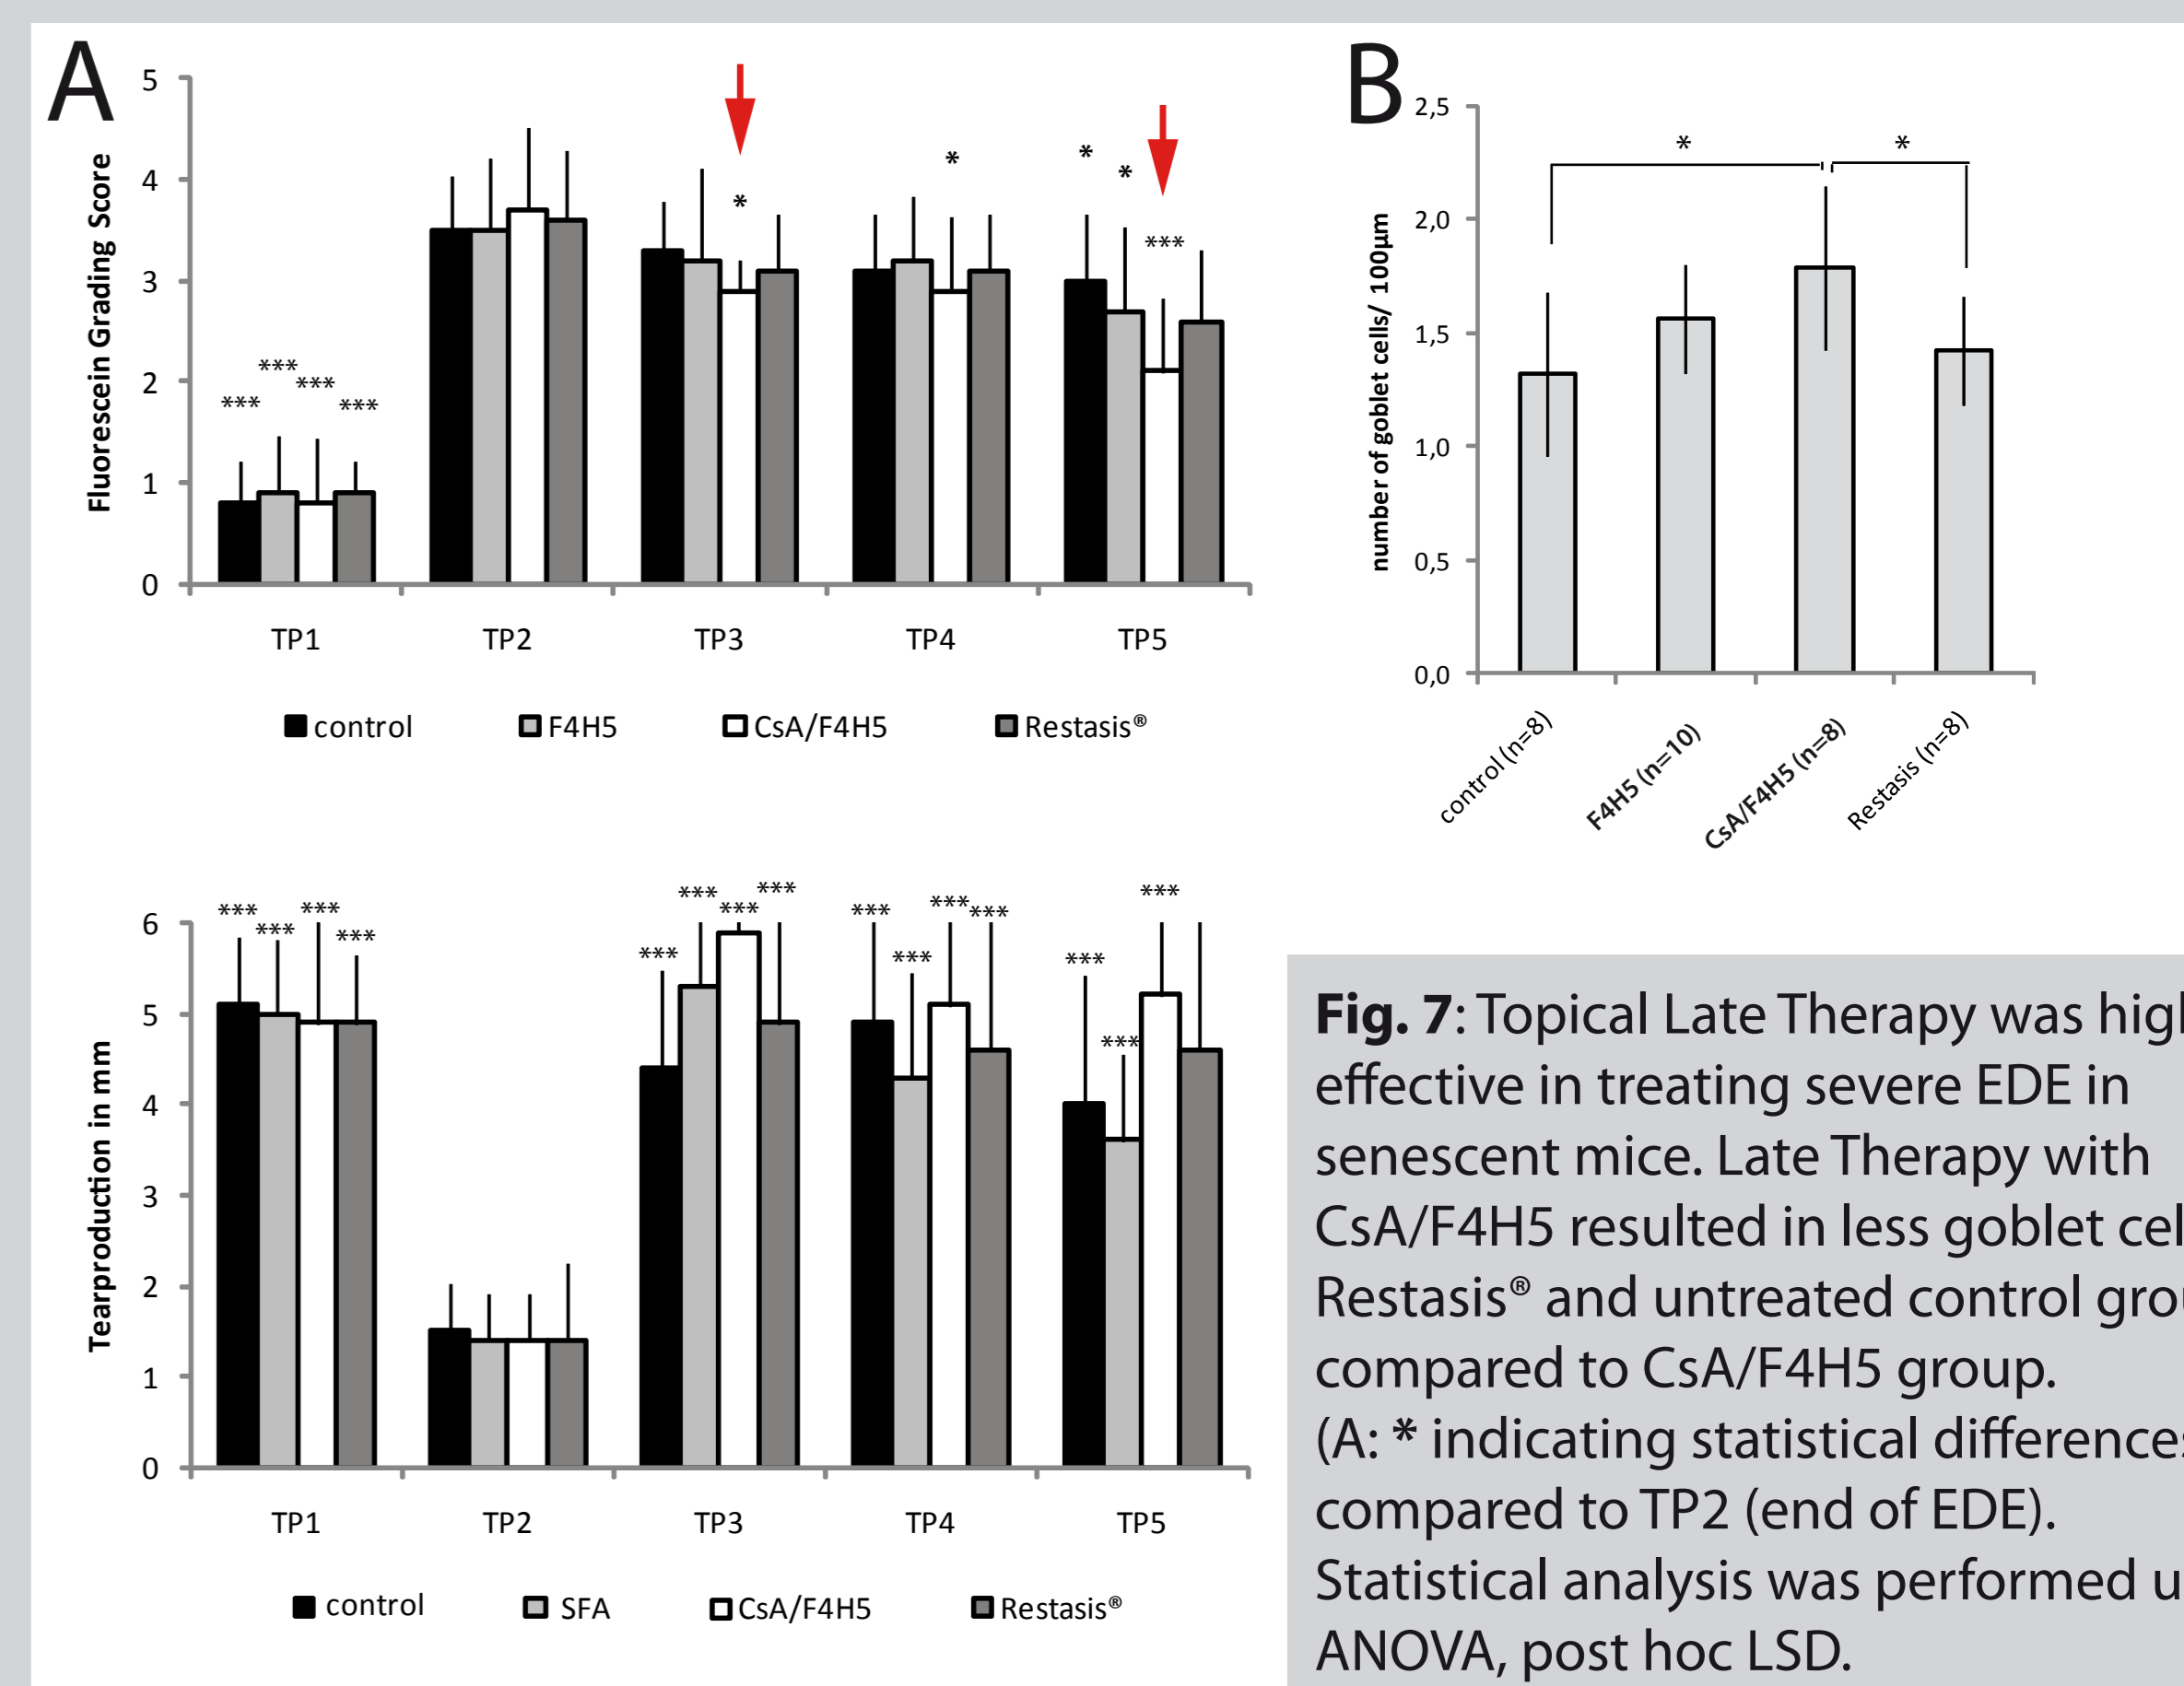 A
Fluorescein Grading Score
5
4
3
2
1
0
* * * * *
*** *** *** *** ***
TP1 TP2 TP3 TP4 TP5
control F4H5 CsA/F4H5 Restasis®
B
number of goblet cells/ 100µm
2,5
2,0
1,5
1,0
0,5
0,0
* *
control (n=8) F4H5 (n=10) CsA/F4H5 (n=8) Restasis (n=8)
Tearproduction in mm
6
5
4
3
2
1
0
*** *** *** *** *** *** *** *** *** *** *** *** *** *** ***
TP1 TP2 TP3 TP4 TP5
control SFA CsA/F4H5 Restasis®
Fig. 7: Topical Late Therapy was
effective in treating severe EDE in
senescent mice. Late Therapy with
CsA/F4H5 resulted in less goblet
Restasis® and untreated control
compared to CsA/F4H5 group.
(A: * indicating statistical differences
compared to TP2 (end of EDE).
Statistical analysis was performed
ANOVA, post hoc LSD.